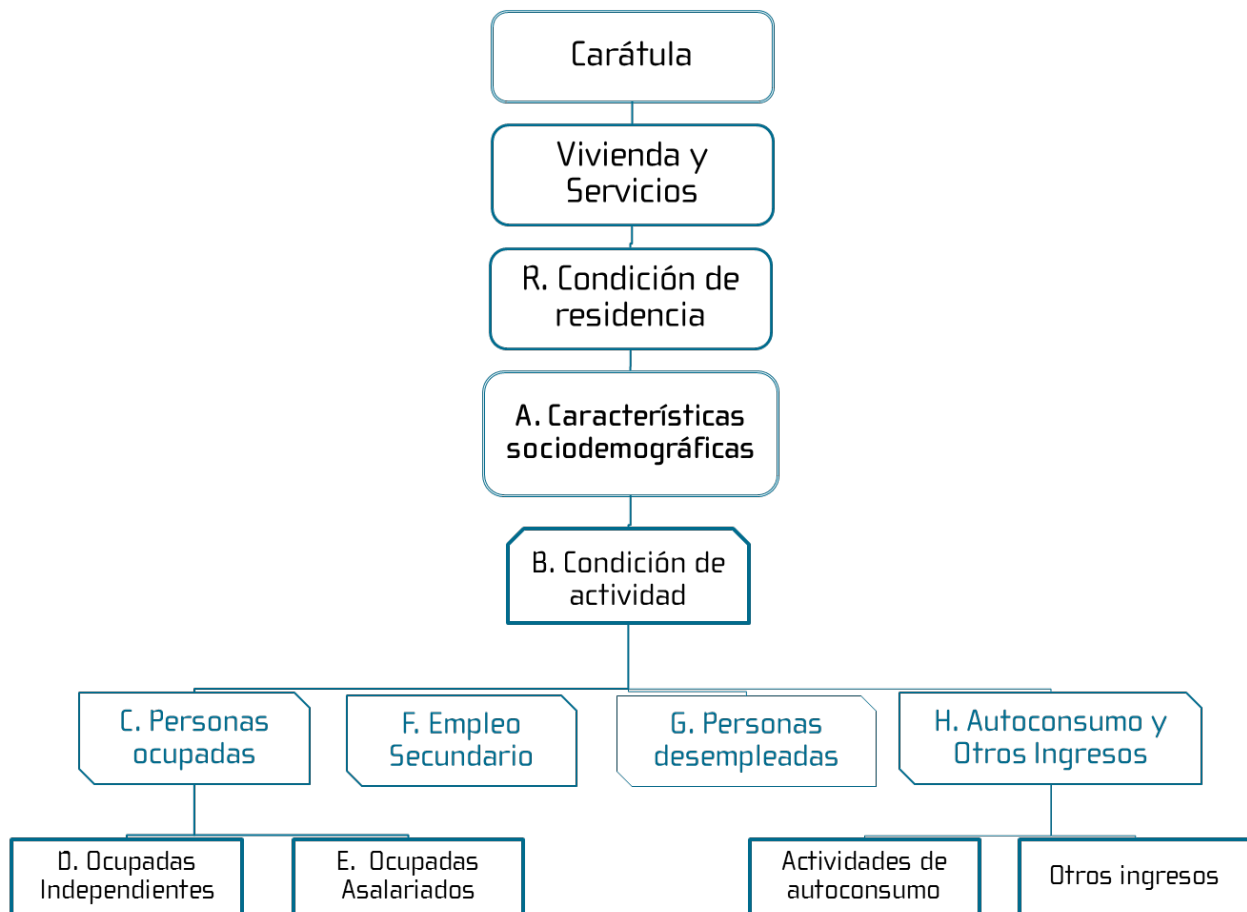 Carátula
Vivienda y
Servicios
R. Condición de
residencia
A. Características
sociodemográficas
B. Condición de
actividad
C. Personas
ocupadas
F. Empleo
Secundario
G. Personas
desempleadas
H. Autoconsumo y
Otros Ingresos
D. Ocupadas
Independientes
E. Ocupadas
Asalariados
Actividades de
autoconsumo
Otros ingresos